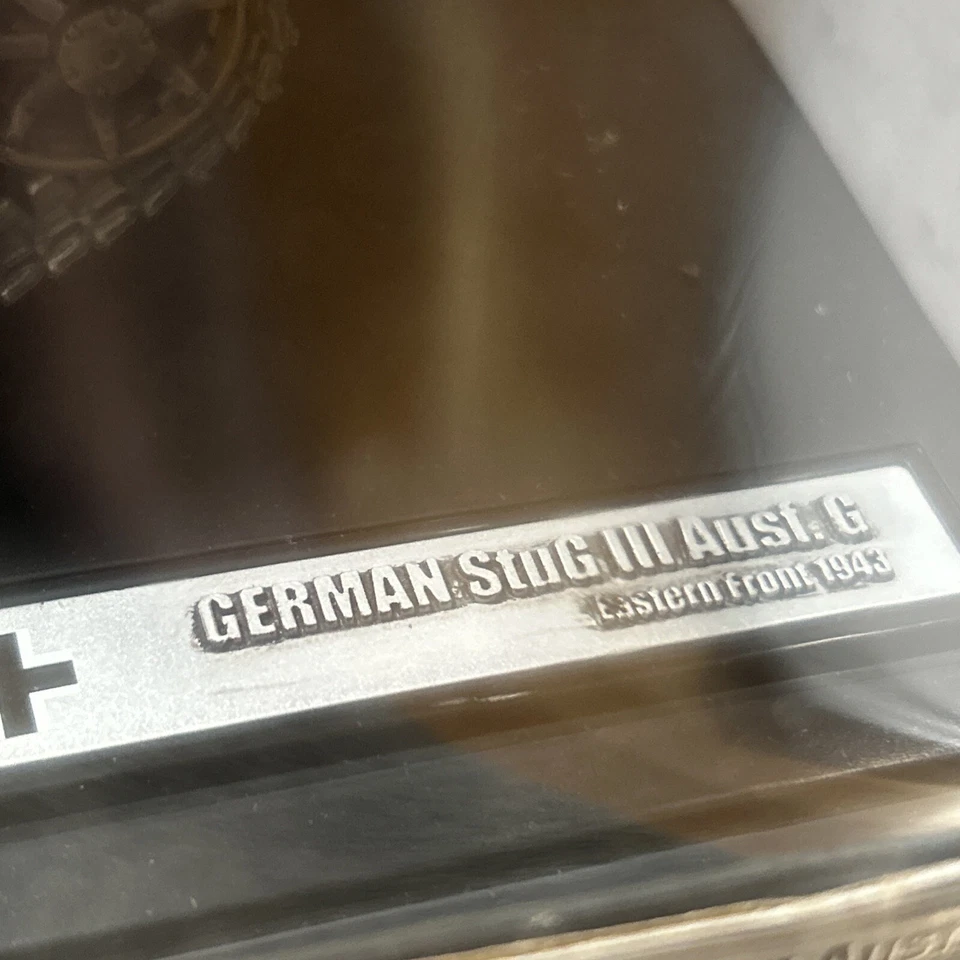 GERMAN StuG III Ausf. G
Eastern Front 1943